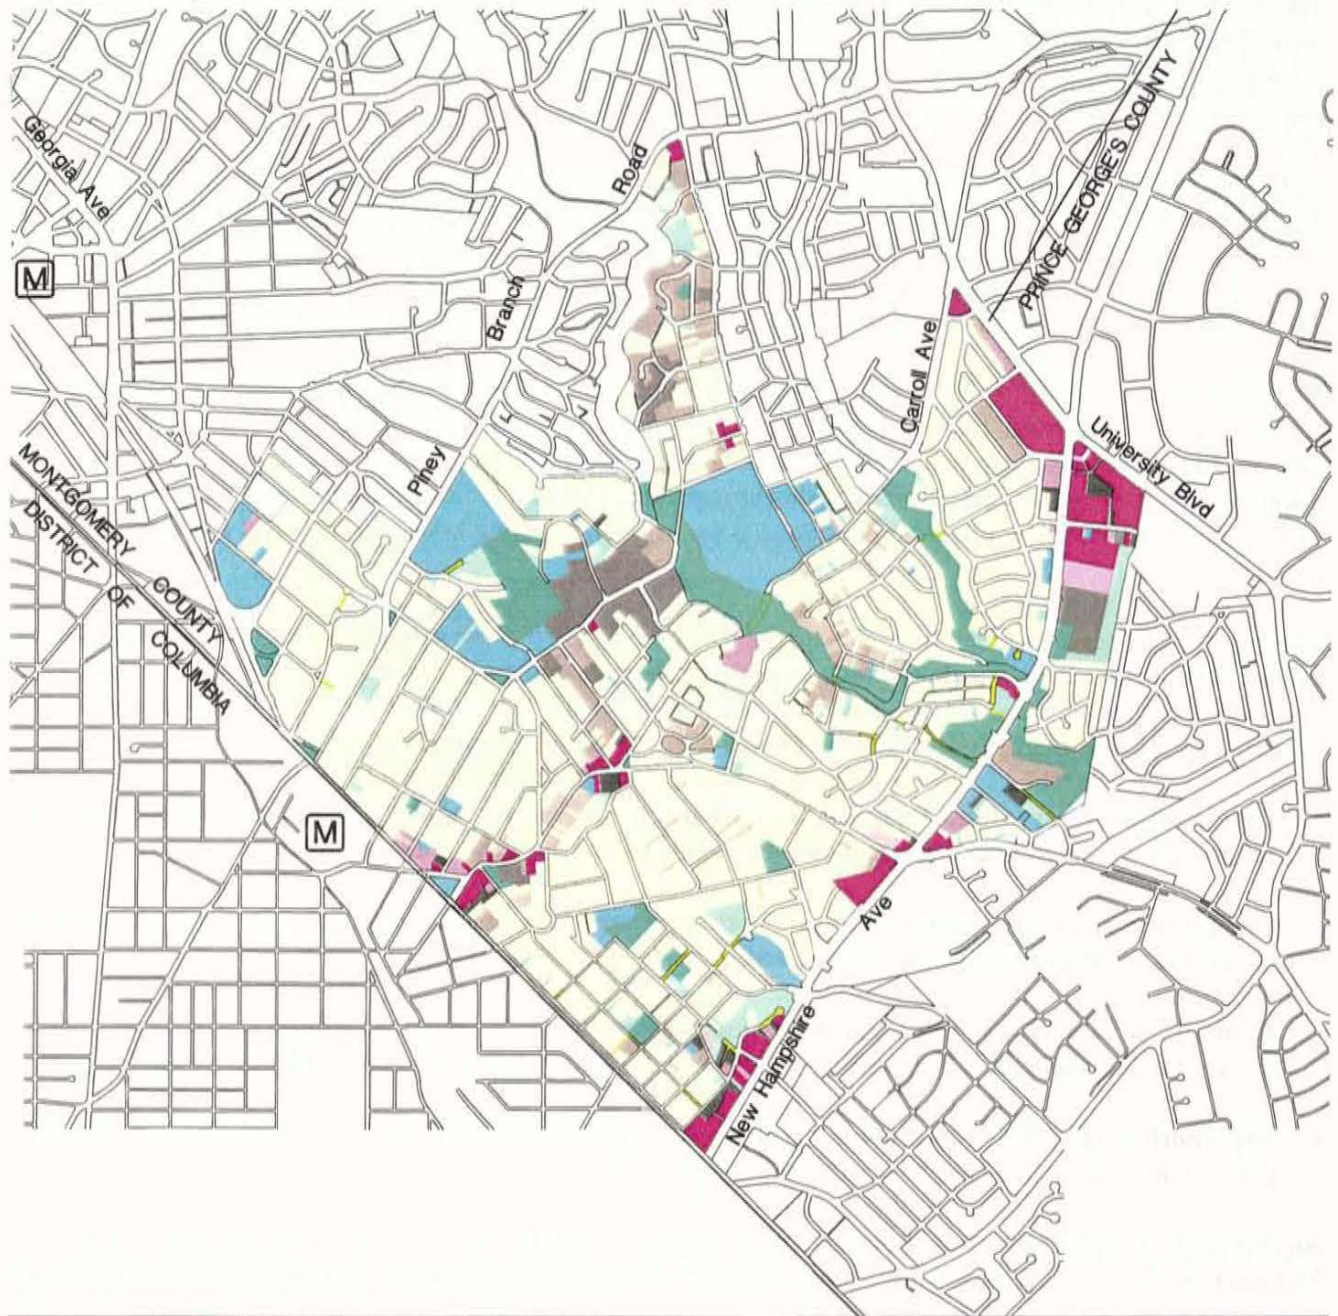 Georgia Ave
M
Piney
Branch
Road
Carroll Ave
PRINCE GEORGE'S COUNTY
University Blvd
MONTGOMERY COUNTY
DISTRICT OF COLUMBIA
M
New Hampshire
Ave